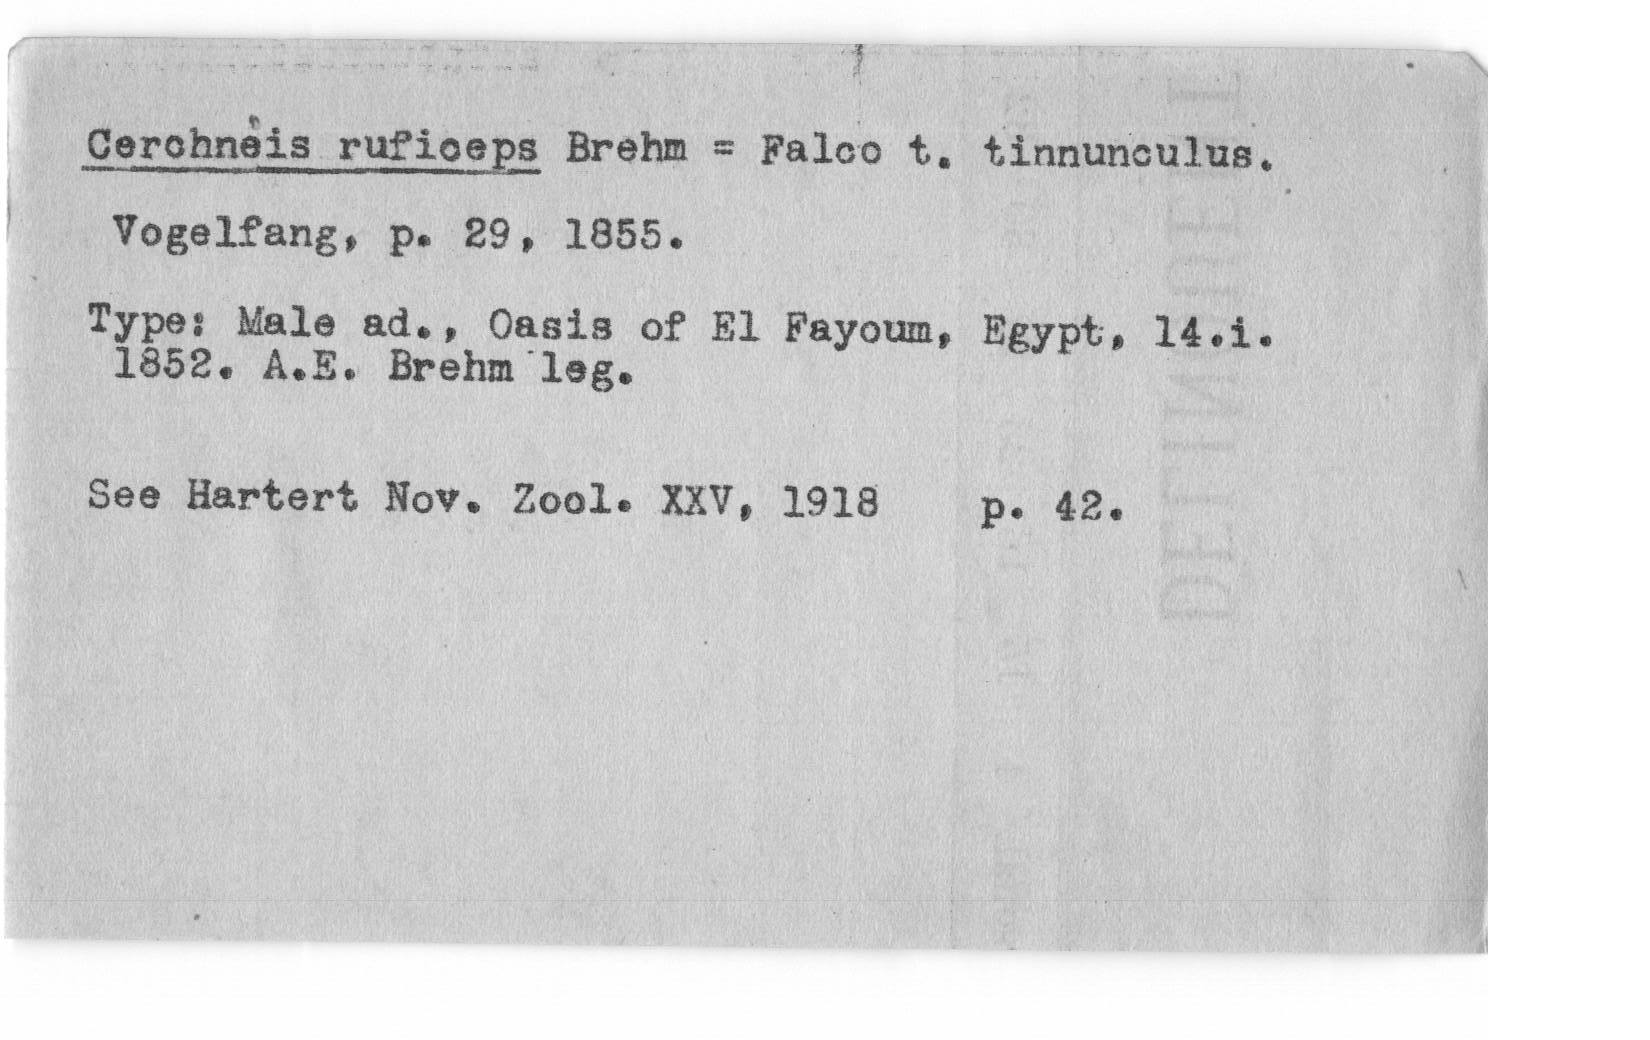 Cerchneis ruficeps Brehm = Falco t. tinnunculus.
Vogelfang, p. 29, 1855.
Type: Male ad., Oasis of El Fayoum, Egypt, 14.i.
1852. A.E. Brehm leg.
See Hartert Nov. Zool. XXV, 1918 p. 42.